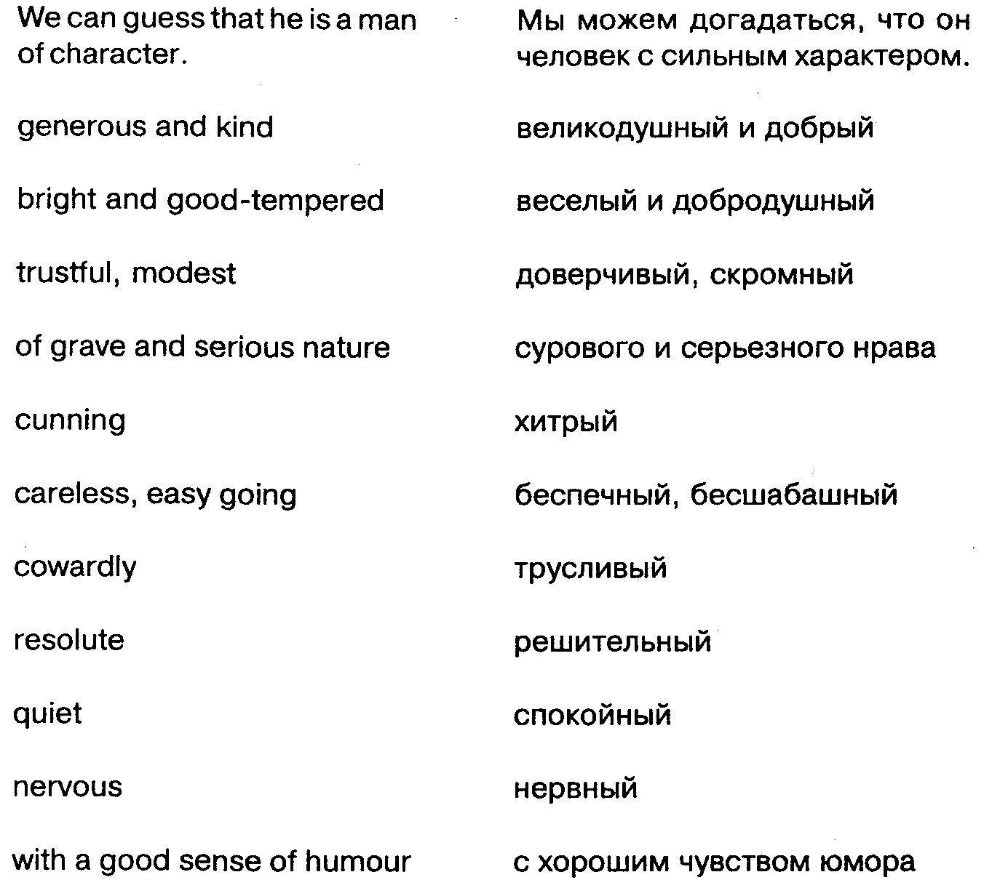 We can guess that he is a man
of character.
Мы можем догадаться, что он
человек с сильным характером.
generous and kind
великодушный и добрый
bright and good-tempered
веселый и добродушный
trustful, modest
доверчивый, скромный
of grave and serious nature
сурового и серьезного нрава
cunning
хитрый
careless, easy going
беспечный, бесшабашный
cowardly
трусливый
resolute
решительный
quiet
спокойный
nervous
нервный
with a good sense of humour
с хорошим чувством юмора